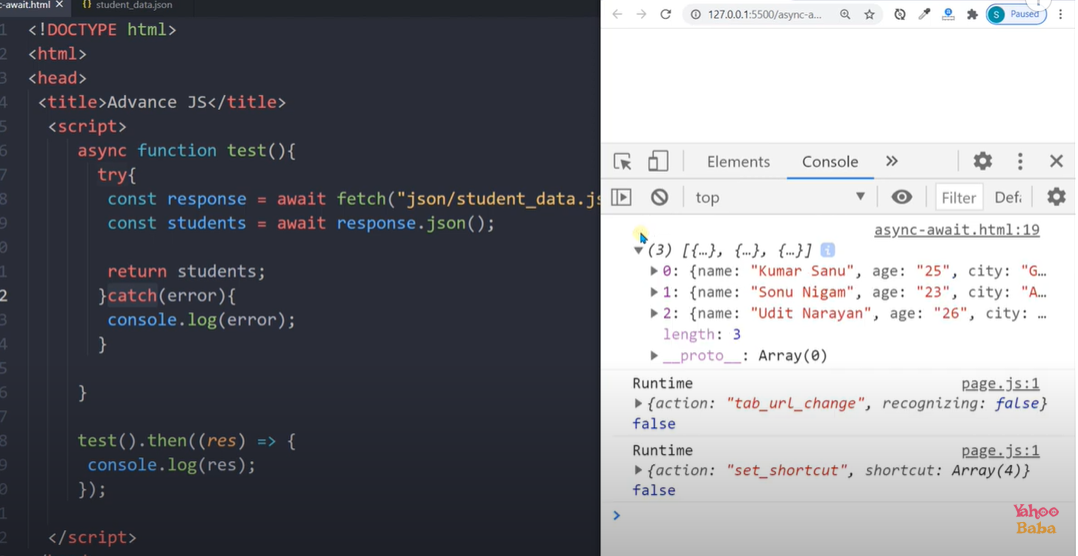 c-await.html ×
student_data.json
1 <!DOCTYPE html>
2 <html>
3 <head>
4 <title>Advance JS</title>
5 <script>
6 async function test(){
7 try{
8 const response = await fetch("json/student_data.js
9 const students = await response.json();
0
1 return students;
2 }catch(error){
3 console.log(error);
4 }
5
6 }
7
8 test().then((res) => {
9 console.log(res);
0 });
1
2 </script>
127.0.0.1:5500/async-a...
S Paused
Elements Console »
top Filter Defa
async-await.html:19
(3) [{…}, {…}, {…}] i
0: {name: "Kumar Sanu", age: "25", city: "G…
1: {name: "Sonu Nigam", age: "23", city: "A…
2: {name: "Udit Narayan", age: "26", city: …
length: 3
__proto__: Array(0)
Runtime page.js:1
{action: "tab_url_change", recognizing: false}
false
Runtime page.js:1
{action: "set_shortcut", shortcut: Array(4)}
false
Yahoo
Baba